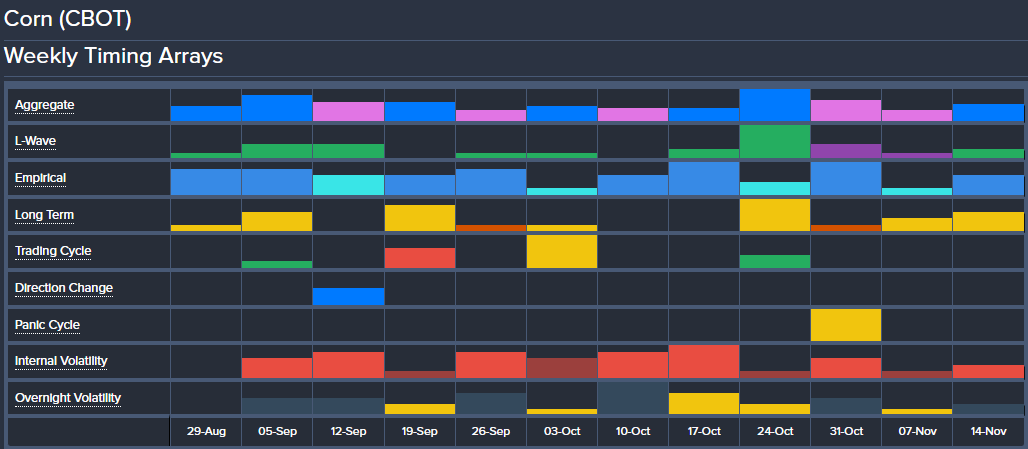 Corn (CBOT)
Weekly Timing Arrays
Aggregate
L-Wave
Empirical
Long Term
Trading Cycle
Direction Change
Panic Cycle
Internal Volatility
Overnight Volatility
29-Aug 05-Sep 12-Sep 19-Sep 26-Sep 03-Oct 10-Oct 17-Oct 24-Oct 31-Oct 07-Nov 14-Nov